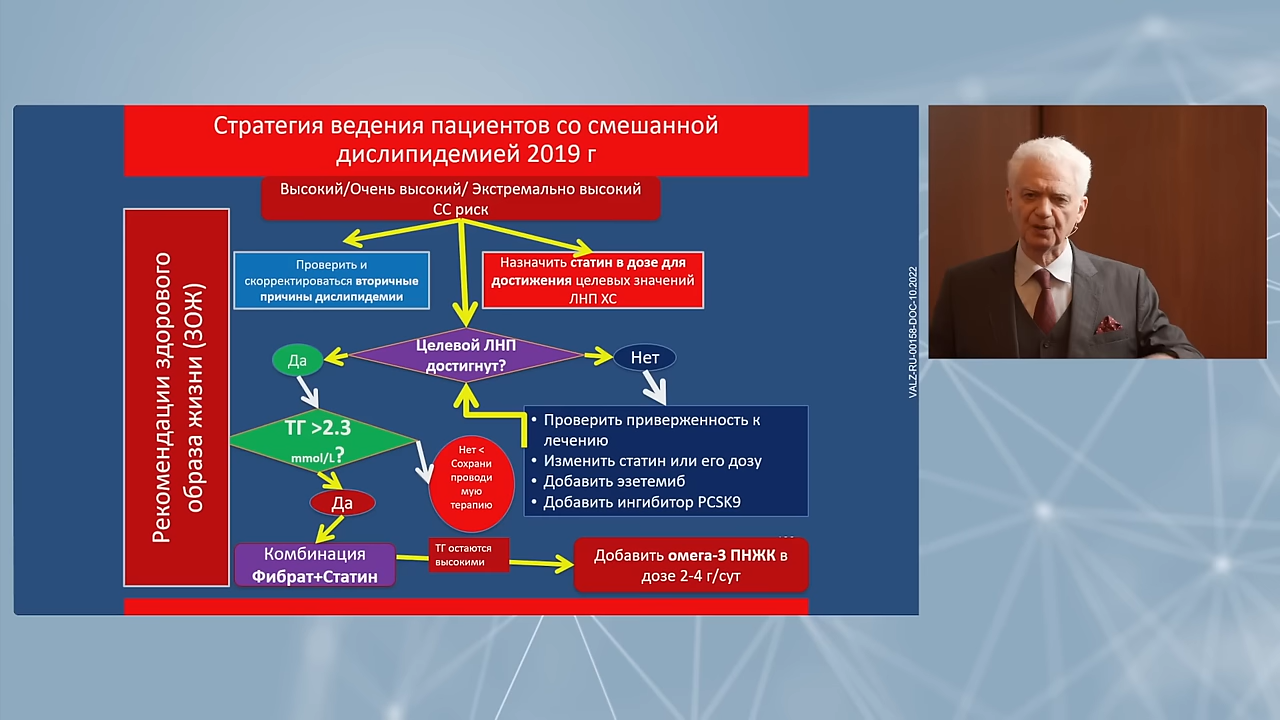 Стратегия ведения пациентов со смешанной
дислипидемией 2019 г
Высокий/Очень высокий/ Экстремально высокий
СС риск
Рекомендации здорового
образа жизни (ЗОЖ)
Проверить и
скорректироваться вторичные
причины дислипидемии
Назначить статин в дозе для
достижения целевых значений
ЛНП ХС
Целевой ЛНП
достигнут?
Да
Нет
ТГ >2.3
mmol/L?
• Проверить приверженность к
лечению
• Изменить статин или его дозу
• Добавить эзетемиб
• Добавить ингибитор PCSK9
Нет <
Сохрани
проводи
мую
терапию
Да
Комбинация
Фибрат+Статин
ТГ остаются
высокими
Добавить омега-3 ПНЖК в
дозе 2-4 г/сут
VALZ-RU-00158-DOC-10.2022